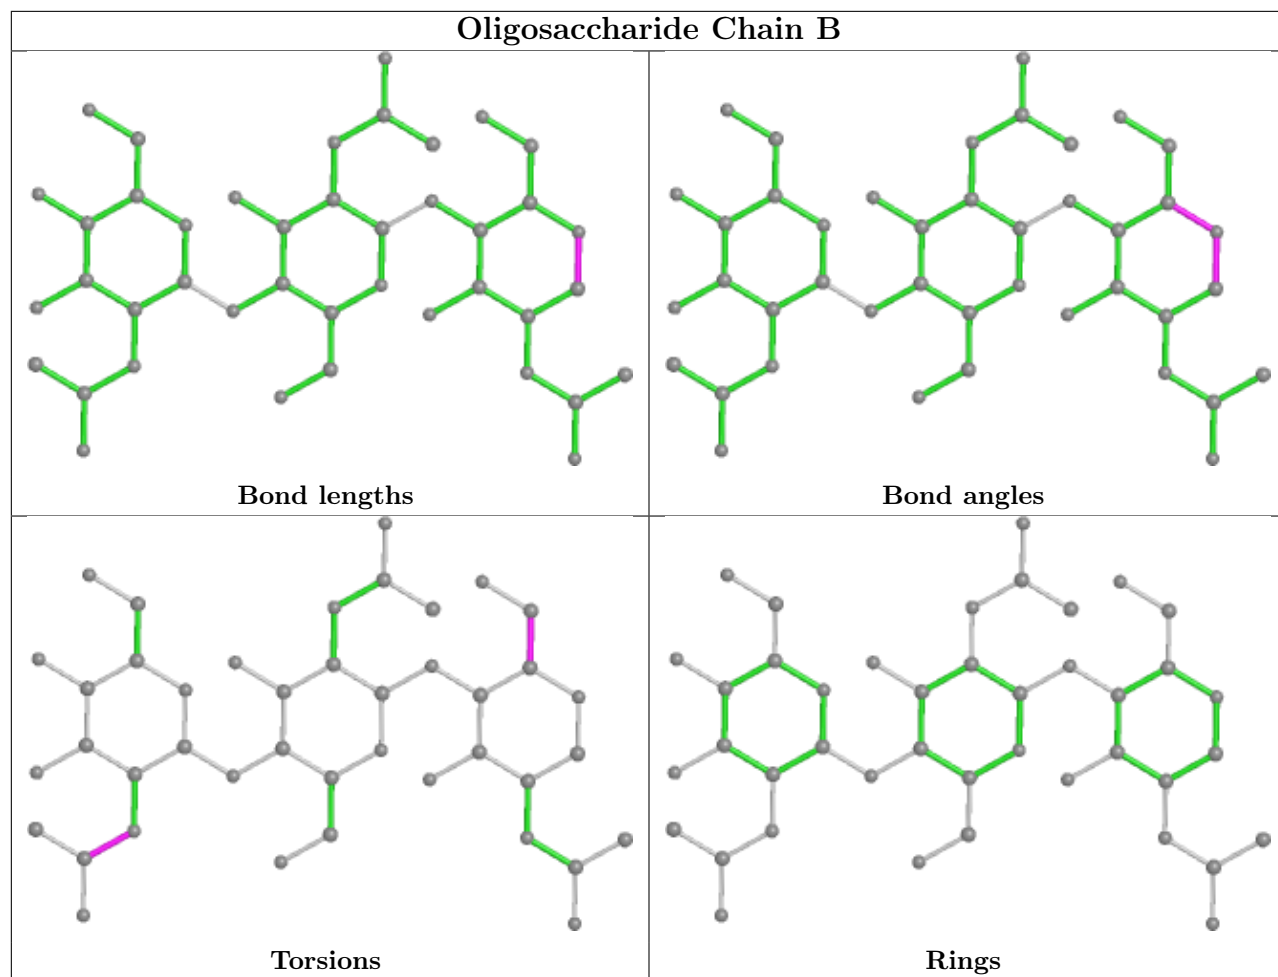 Oligosaccharide Chain B
Bond lengths
Bond angles
Torsions
Rings